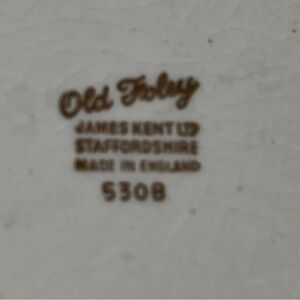 Old Foley
JAMES KENT LTD
STAFFORDSHIRE
MADE IN ENGLAND
5308